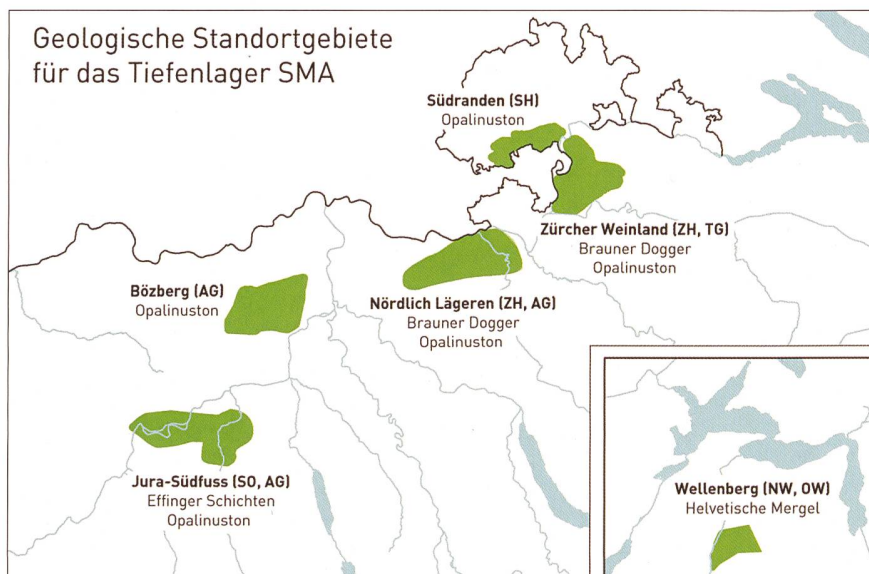 Geologische Standortgebiete
für das Tiefenlager SMA
Südranden (SH)
Opalinuston
Zürcher Weinland (ZH, TG)
Brauner Dogger
Opalinuston
Bözberg (AG)
Opalinuston
Nördlich Lägeren (ZH, AG)
Brauner Dogger
Opalinuston
Jura-Südfuss (SO, AG)
Effinger Schichten
Opalinuston
Wellenberg (NW, OW)
Helvetische Mergel